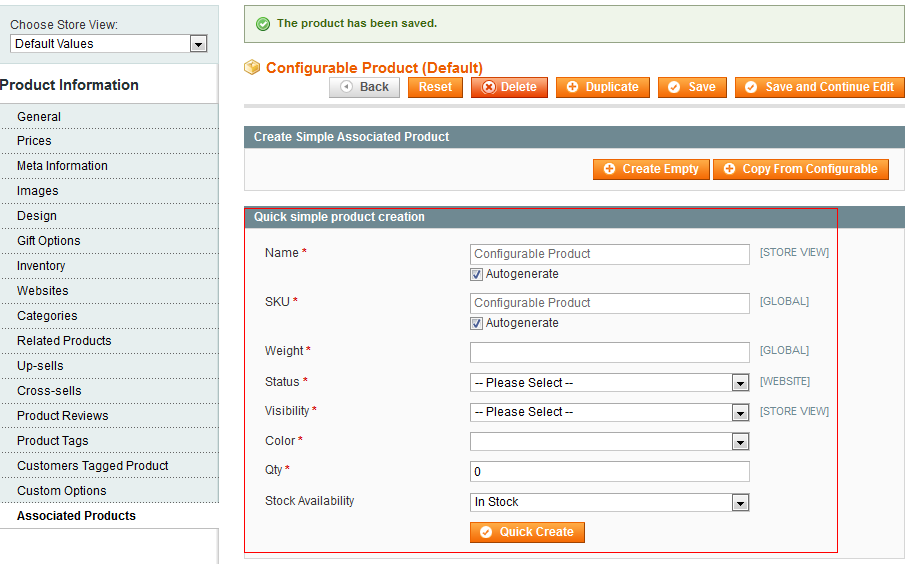 Choose Store View:
Default Values
Product Information
General
Prices
Meta Information
Images
Design
Gift Options
Inventory
Websites
Categories
Related Products
Up-sells
Cross-sells
Product Reviews
Product Tags
Customers Tagged Product
Custom Options
Associated Products
The product has been saved.
Configurable Product (Default)
Back Reset Delete Duplicate Save Save and Continue Edit
Create Simple Associated Product
Create Empty Copy From Configurable
Quick simple product creation
Name * Configurable Product [STORE VIEW]
Autogenerate
SKU * Configurable Product [GLOBAL]
Autogenerate
Weight * [GLOBAL]
Status * -- Please Select -- [WEBSITE]
Visibility * -- Please Select -- [STORE VIEW]
Color *
Qty * 0
Stock Availability In Stock
Quick Create